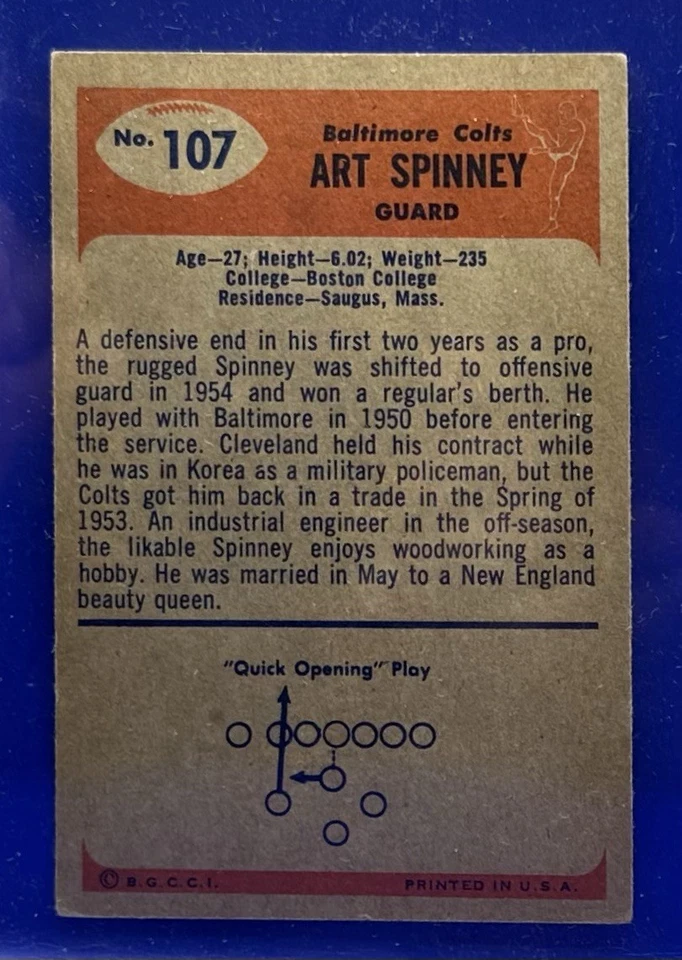 No. 107
Baltimore Colts
ART SPINNEY
GUARD
Age—27; Height—6.02; Weight—235
College—Boston College
Residence—Saugus, Mass.
A defensive end in his first two years as a pro,
the rugged Spinney was shifted to offensive
guard in 1954 and won a regular's berth. He
played with Baltimore in 1950 before entering
the service. Cleveland held his contract while
he was in Korea as a military policeman, but the
Colts got him back in a trade in the Spring of
1953. An industrial engineer in the off-season,
the likable Spinney enjoys woodworking as a
hobby. He was married in May to a New England
beauty queen.
"Quick Opening" Play
© B.G.C.C.I.
PRINTED IN U.S.A.